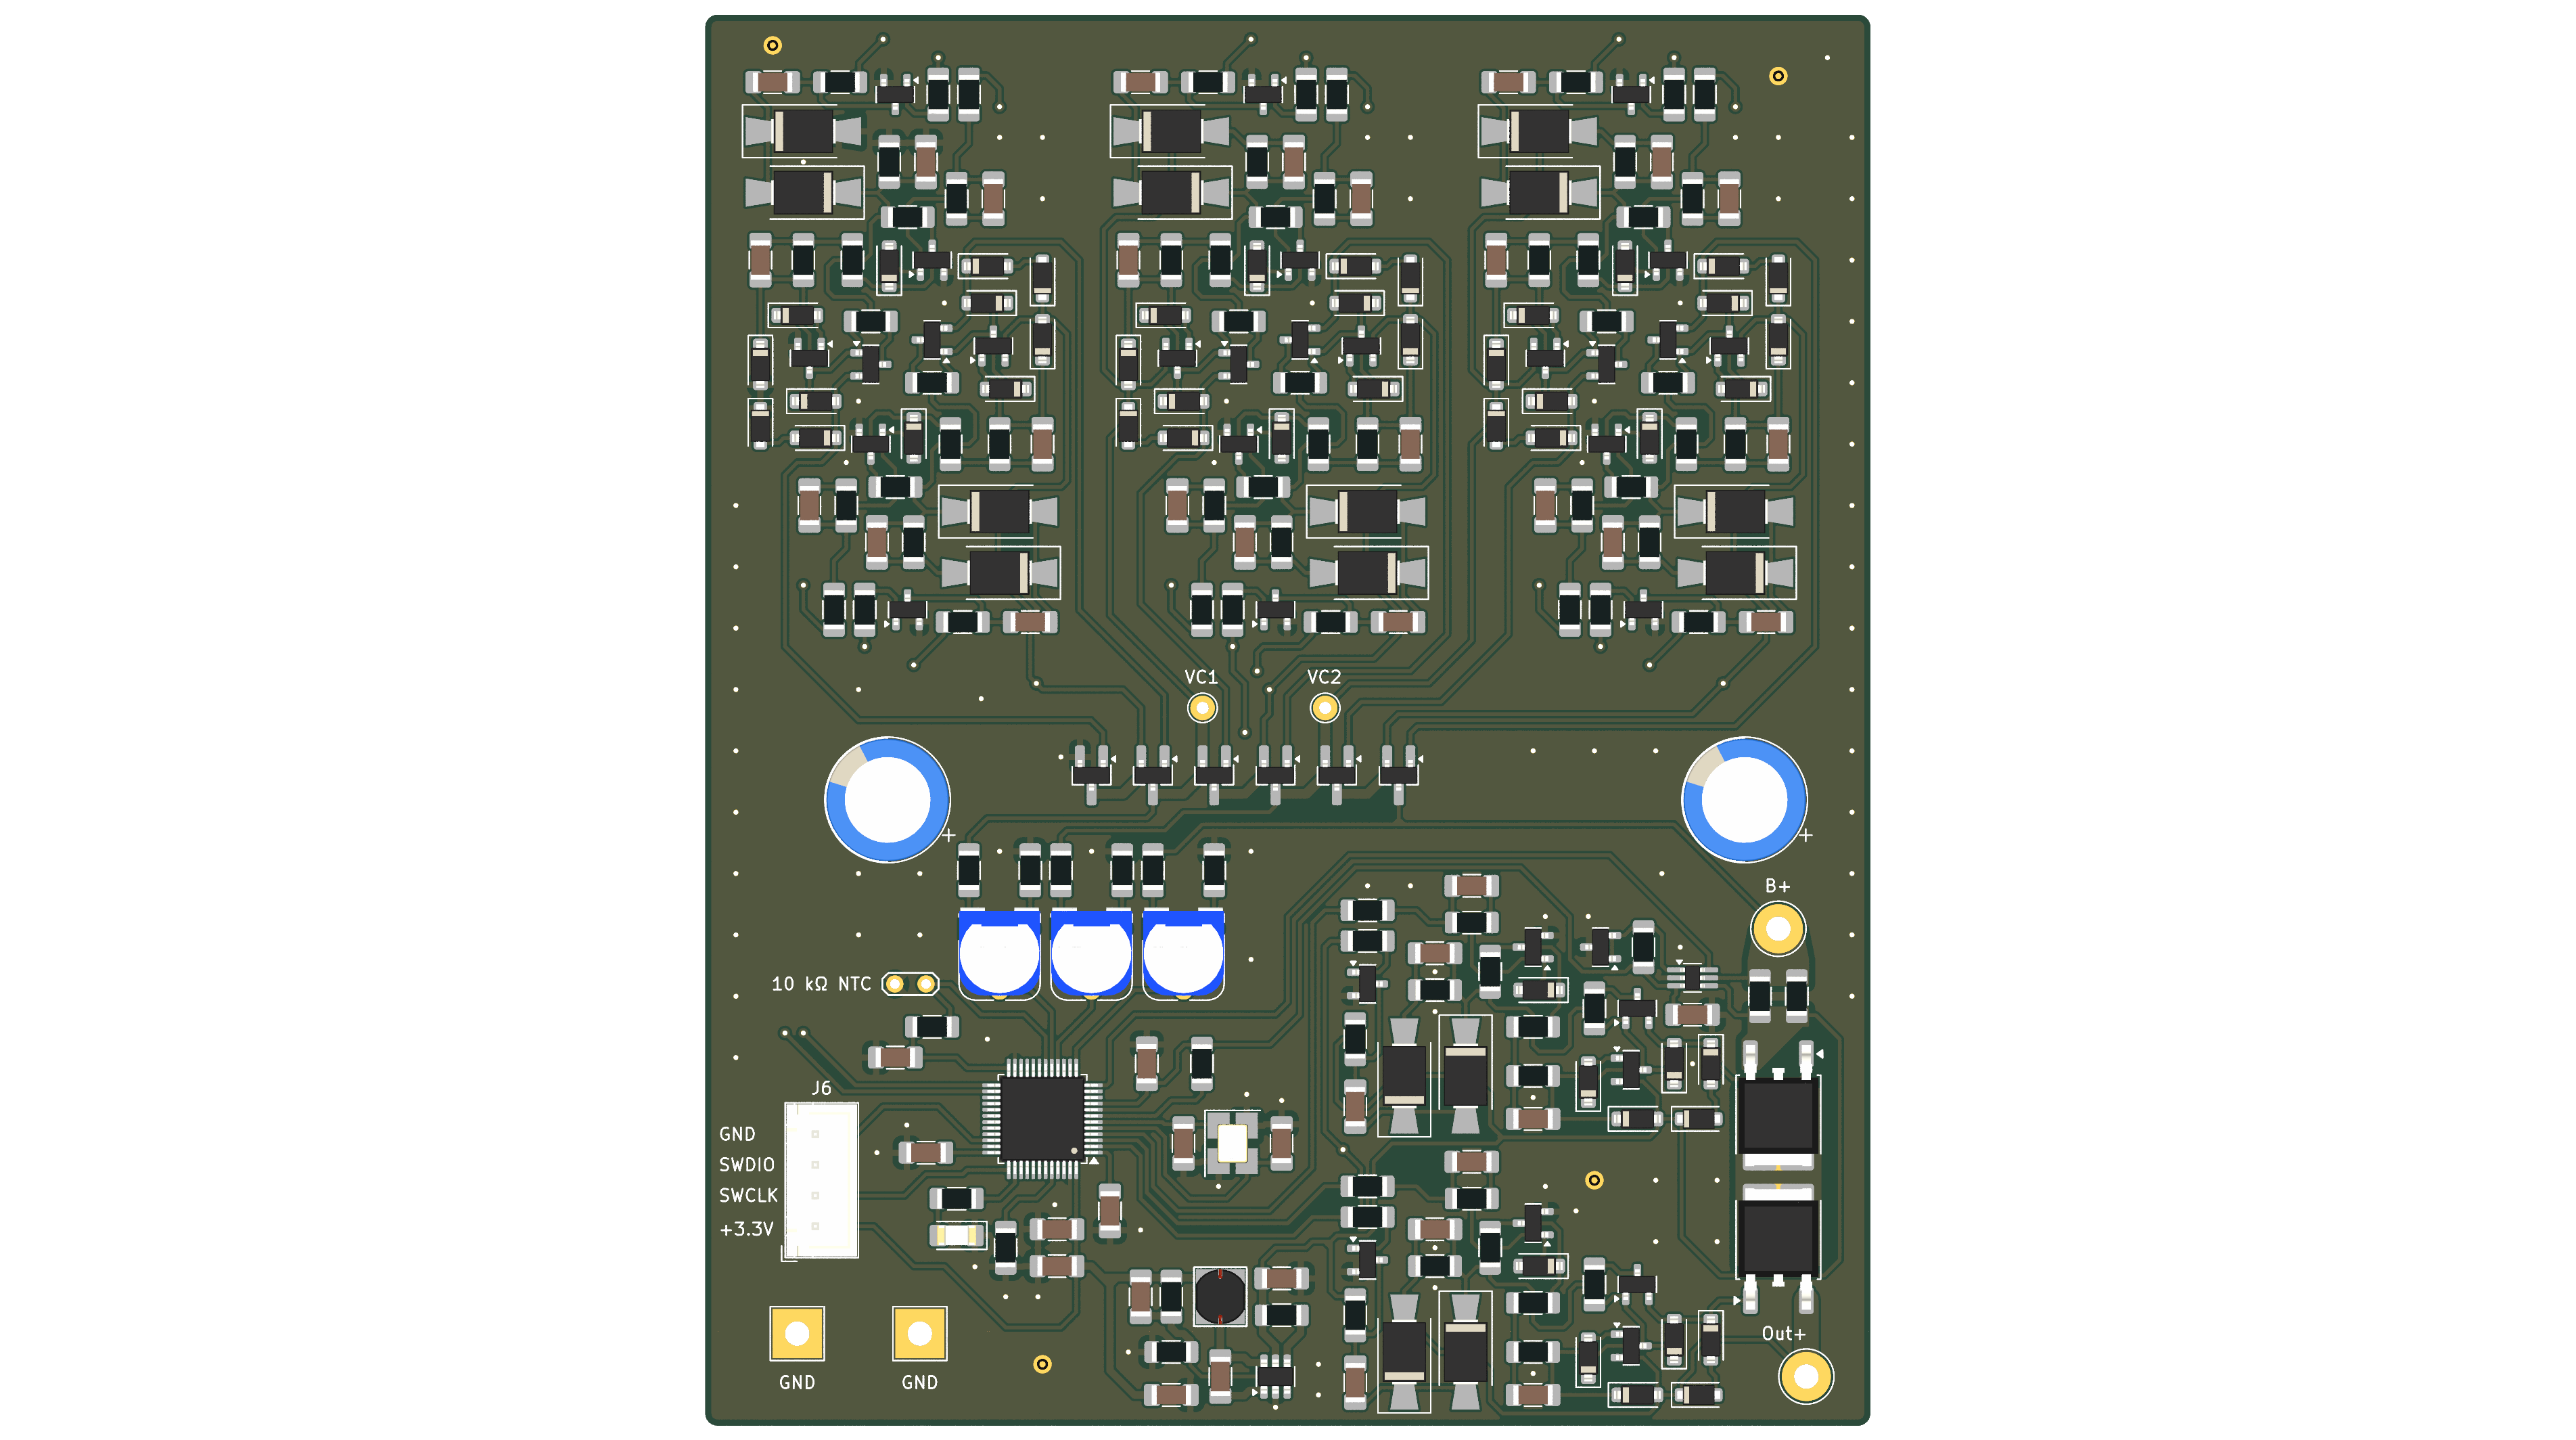 VC1 VC2
B+
10 kΩ NTC
J6
GND
SWDIO
SWCLK
+3.3V
Out+
GND GND